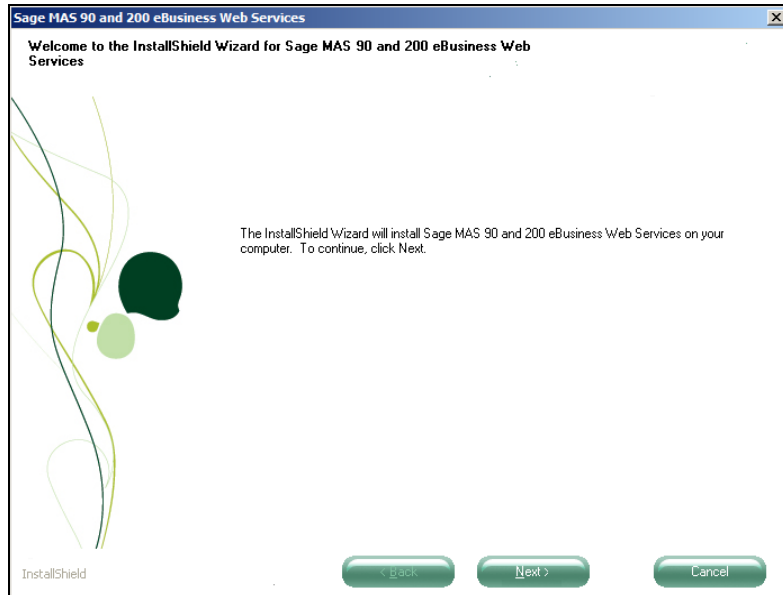 Sage MAS 90 and 200 eBusiness Web Services
Welcome to the InstallShield Wizard for Sage MAS 90 and 200 eBusiness Web
Services
The InstallShield Wizard will install Sage MAS 90 and 200 eBusiness Web Services on your
computer.  To continue, click Next.
InstallShield
< Back
Next >
Cancel